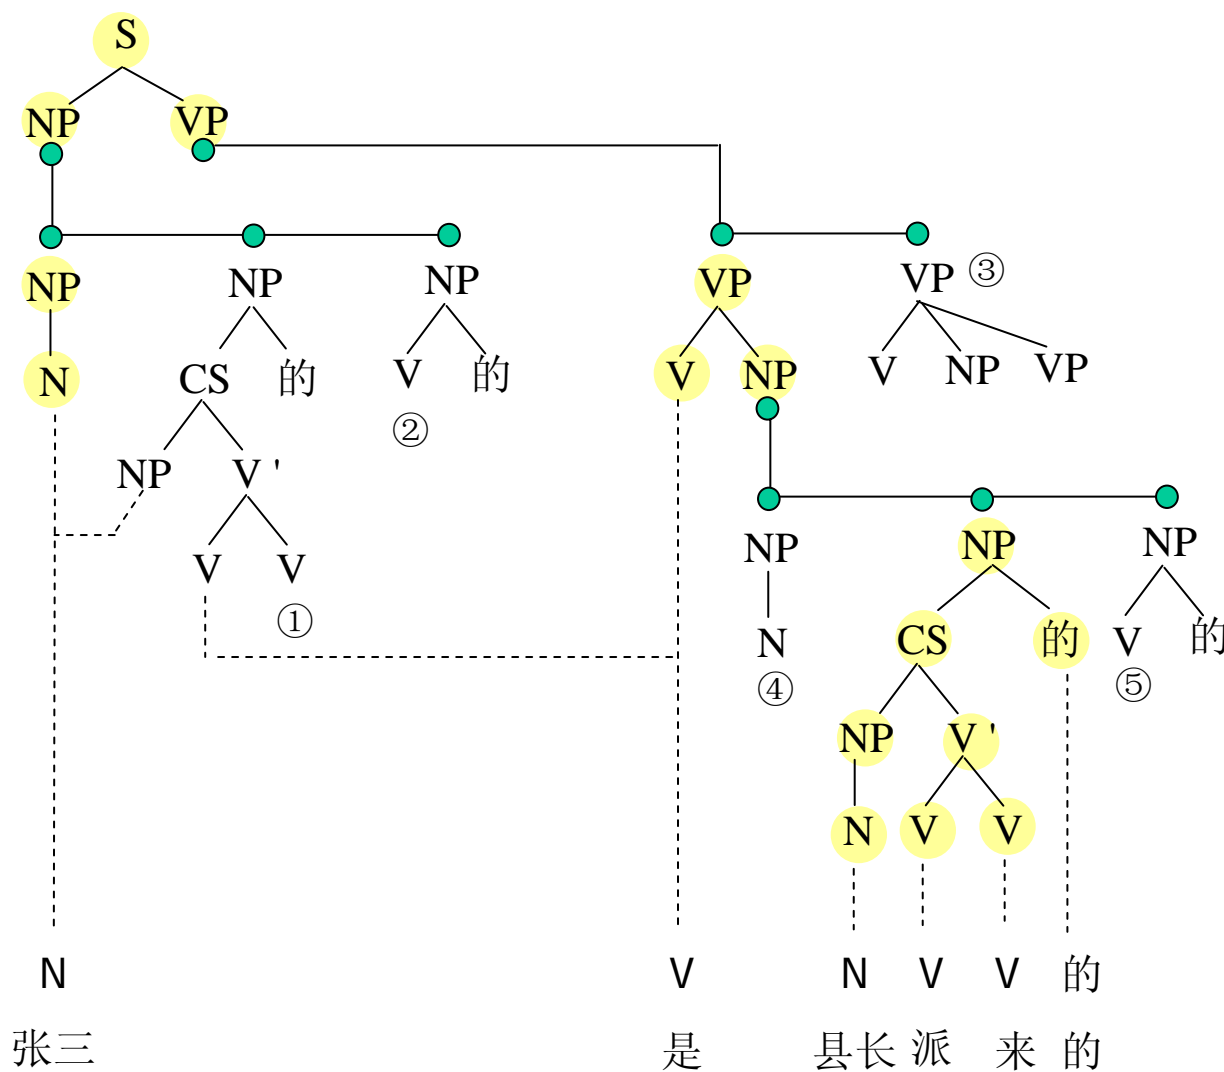 S
NP VP
NP NP NP VP VP ③
N CS 的 V 的 V NP V NP VP
②
NP V '
V V NP NP NP
① N CS 的 V 的
④ ⑤
NP V '
N V V
N V N V V 的
张三 是 县长 派 来 的